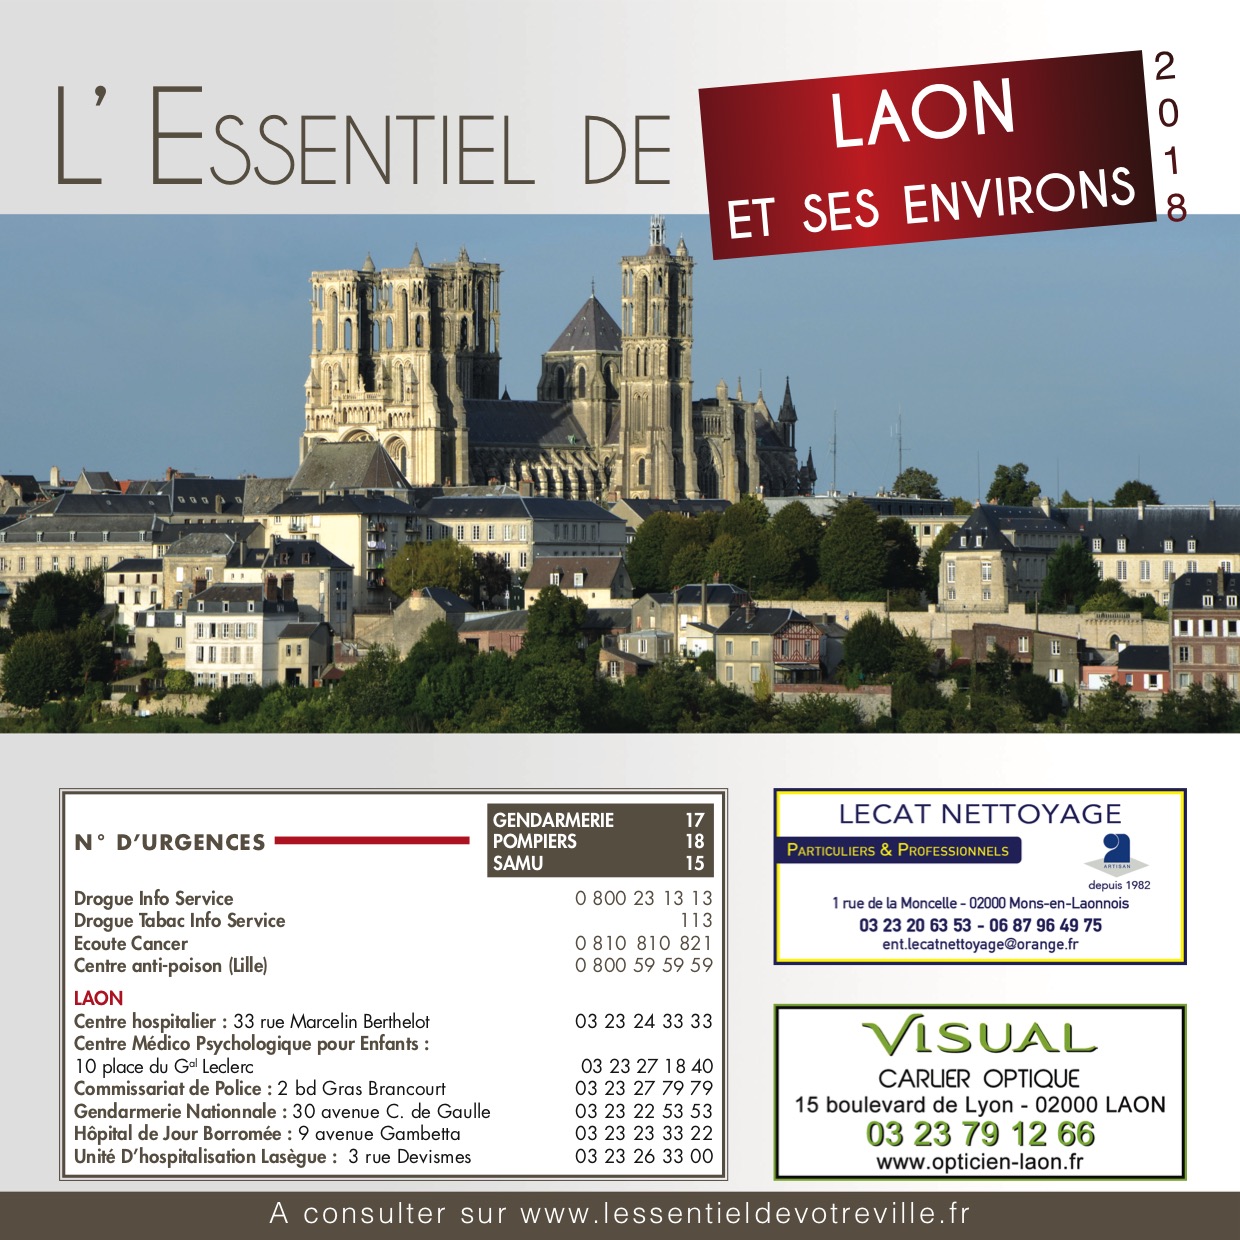 L' ESSENTIEL DE
LAON
ET SES ENVIRONS
2018
N° D'URGENCES
GENDARMERIE 17
POMPIERS 18
SAMU 15
Drogue Info Service 0 800 23 13 13
Drogue Tabac Info Service 113
Ecoute Cancer 0 810 810 821
Centre anti-poison (Lille) 0 800 59 59 59
LAON
Centre hospitalier : 33 rue Marcelin Berthelot 03 23 24 33 33
Centre Médico Psychologique pour Enfants :
10 place du Gal Leclerc 03 23 27 18 40
Commissariat de Police : 2 bd Gras Brancourt 03 23 27 79 79
Gendarmerie Nationnale : 30 avenue C. de Gaulle 03 23 22 53 53
Hôpital de Jour Borromée : 9 avenue Gambetta 03 23 23 33 22
Unité D'hospitalisation Lasègue : 3 rue Devismes 03 23 26 33 00
LECAT NETTOYAGE
PARTICULIERS & PROFESSIONNELS
ARTISAN
depuis 1982
1 rue de la Moncelle - 02000 Mons-en-Laonnois
03 23 20 63 53 - 06 87 96 49 75
ent.lecatnettoyage@orange.fr
VISUAL
CARLIER OPTIQUE
15 boulevard de Lyon - 02000 LAON
03 23 79 12 66
www.opticien-laon.fr
A consulter sur www.lessentieldevotreville.fr